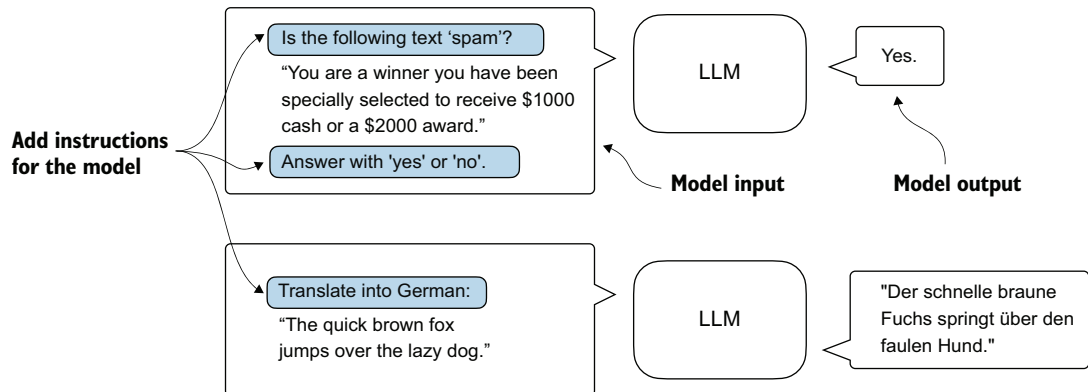 Is the following text ‘spam’?
“You are a winner you have been
specially selected to receive $1000
cash or a $2000 award.”
Answer with 'yes' or 'no'.
LLM
Yes.
Add instructions
for the model
Model input
Model output
Translate into German:
“The quick brown fox
jumps over the lazy dog.”
LLM
"Der schnelle braune
Fuchs springt über den
faulen Hund."